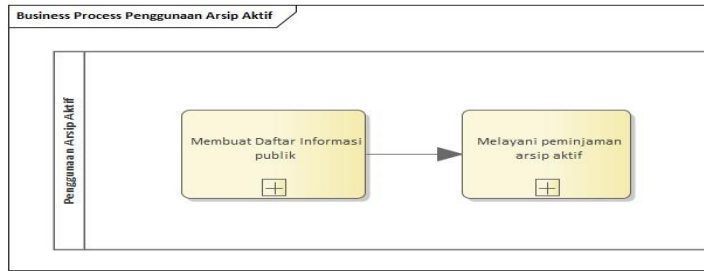 Business Process Penggunaan Arsip Aktif
Penggunaan Arsip Aktif
Membuat Daftar Informasi
publik
Melayani peminjaman
arsip aktif